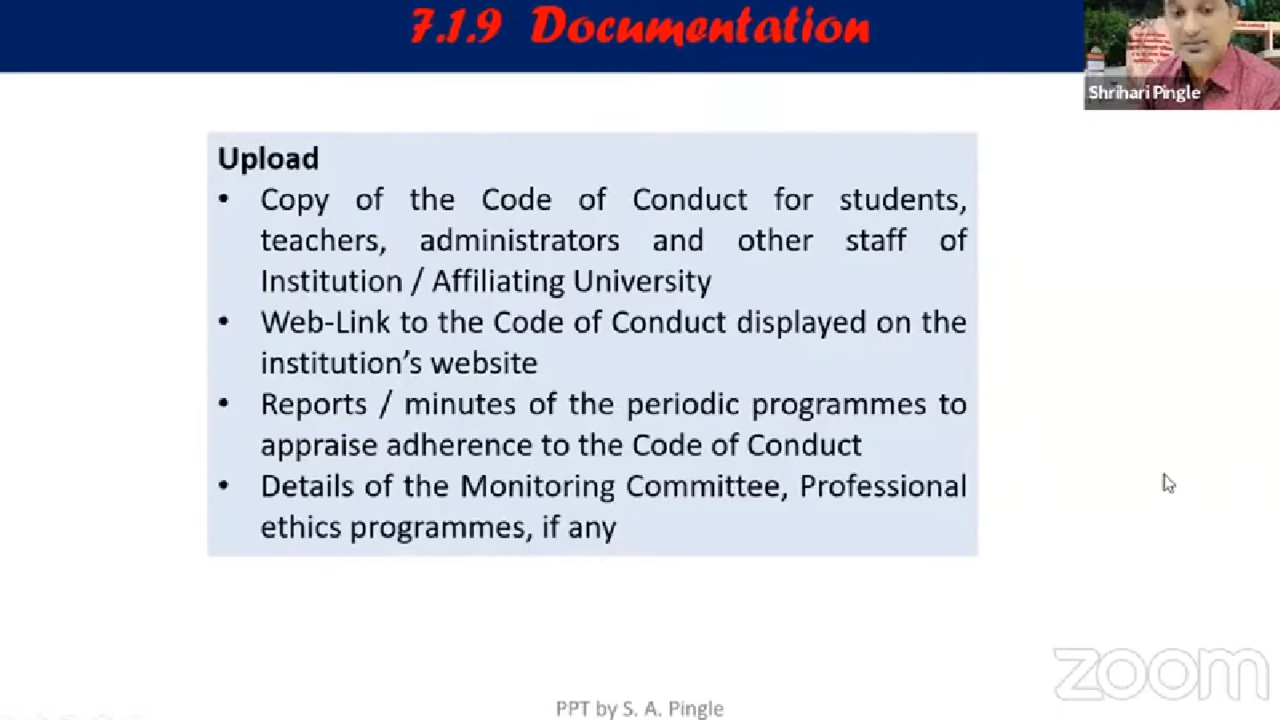 7.1.9 Documentation
Shrihari Pingle
Upload
• Copy of the Code of Conduct for students,
teachers, administrators and other staff of
Institution / Affiliating University
• Web-Link to the Code of Conduct displayed on the
institution’s website
• Reports / minutes of the periodic programmes to
appraise adherence to the Code of Conduct
• Details of the Monitoring Committee, Professional
ethics programmes, if any
zoom
PPT by S. A. Pingle